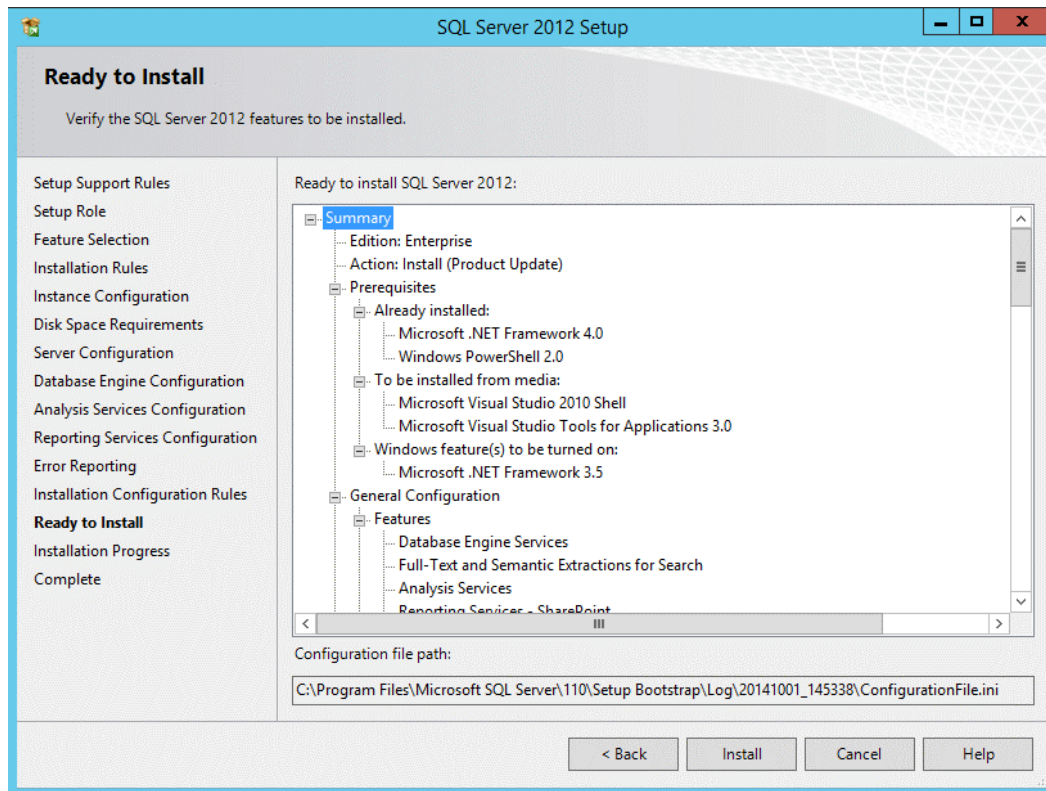 SQL Server 2012 Setup
Ready to Install
Verify the SQL Server 2012 features to be installed.
Setup Support Rules
Setup Role
Feature Selection
Installation Rules
Instance Configuration
Disk Space Requirements
Server Configuration
Database Engine Configuration
Analysis Services Configuration
Reporting Services Configuration
Error Reporting
Installation Configuration Rules
Ready to Install
Installation Progress
Complete
Ready to install SQL Server 2012:
Summary
Edition: Enterprise
Action: Install (Product Update)
Prerequisites
Already installed:
Microsoft .NET Framework 4.0
Windows PowerShell 2.0
To be installed from media:
Microsoft Visual Studio 2010 Shell
Microsoft Visual Studio Tools for Applications 3.0
Windows feature(s) to be turned on:
Microsoft .NET Framework 3.5
General Configuration
Features
Database Engine Services
Full-Text and Semantic Extractions for Search
Analysis Services
Reporting Services - SharePoint
Configuration file path:
C:\Program Files\Microsoft SQL Server\110\Setup Bootstrap\Log\20141001_145338\ConfigurationFile.ini
< Back
Install
Cancel
Help